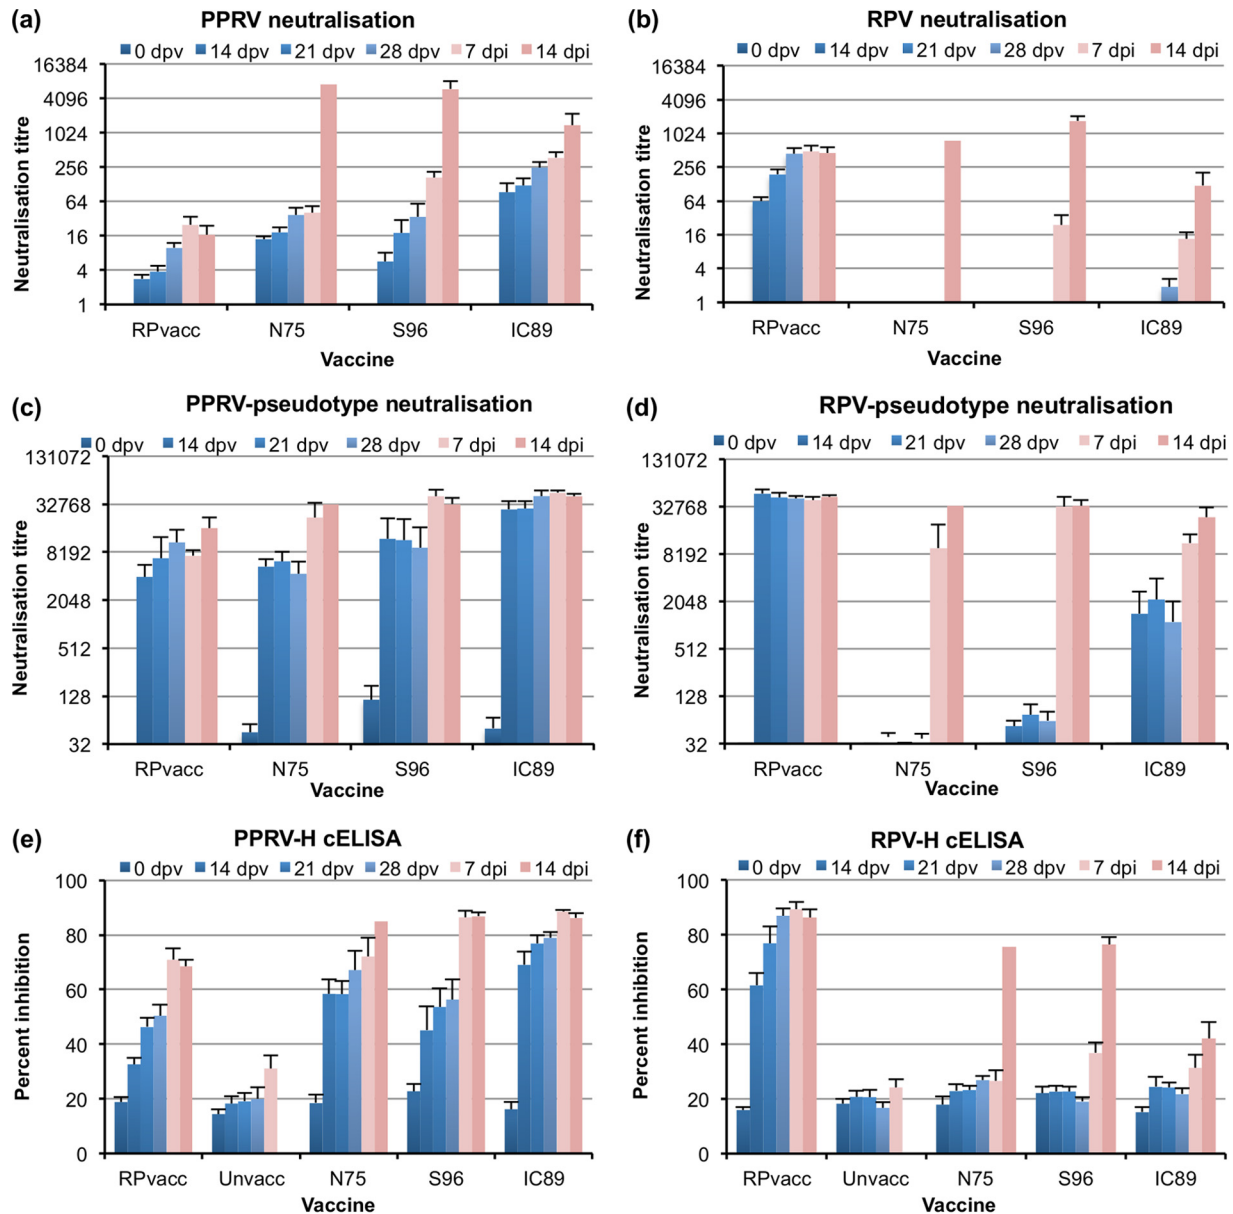 (a)
PPRV neutralisation
0 dpv 14 dpv 21 dpv 28 dpv 7 dpi 14 dpi
16384
4096
1024
256
64
16
4
1
Neutralisation titre
RPvacc N75 S96 IC89
Vaccine
(b)
RPV neutralisation
0 dpv 14 dpv 21 dpv 28 dpv 7 dpi 14 dpi
16384
4096
1024
256
64
16
4
1
Neutralisation titre
RPvacc N75 S96 IC89
Vaccine
(c)
PPRV-pseudotype neutralisation
0 dpv 14 dpv 21 dpv 28 dpv 7 dpi 14 dpi
131072
32768
8192
2048
512
128
32
Neutralisation titre
RPvacc N75 S96 IC89
Vaccine
(d)
RPV-pseudotype neutralisation
0 dpv 14 dpv 21 dpv 28 dpv 7 dpi 14 dpi
131072
32768
8192
2048
512
128
32
Neutralisation titre
RPvacc N75 S96 IC89
Vaccine
(e)
PPRV-H cELISA
0 dpv 14 dpv 21 dpv 28 dpv 7 dpi 14 dpi
100
80
60
40
20
0
Percent inhibition
RPvacc Unvacc N75 S96 IC89
Vaccine
(f)
RPV-H cELISA
0 dpv 14 dpv 21 dpv 28 dpv 7 dpi 14 dpi
100
80
60
40
20
0
Percent inhibition
RPvacc Unvacc N75 S96 IC89
Vaccine